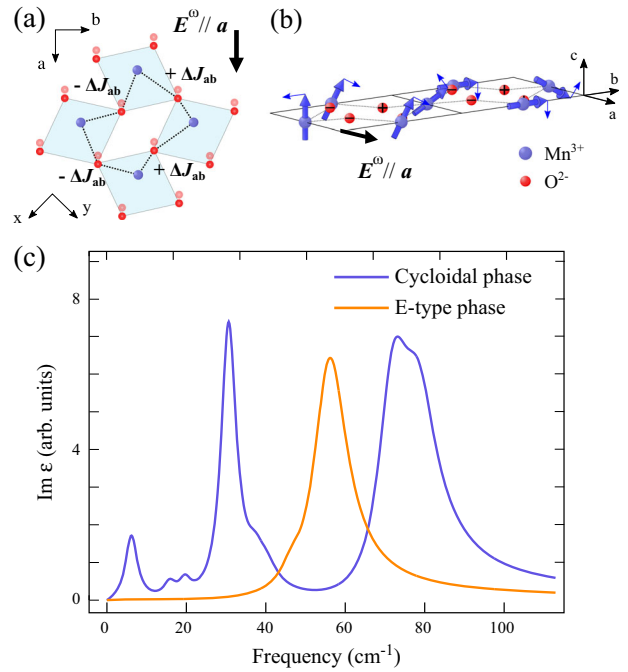 (a)
b
a
E^ω // a
- ΔJ_ab
+ ΔJ_ab
- ΔJ_ab
+ ΔJ_ab
x
y
(b)
c
b
a
E^ω // a
Mn³⁺
O²⁻
(c)
Cycloidal phase
E-type phase
Im ε (arb. units)
8
4
0
0
20
40
60
80
100
Frequency (cm⁻¹)